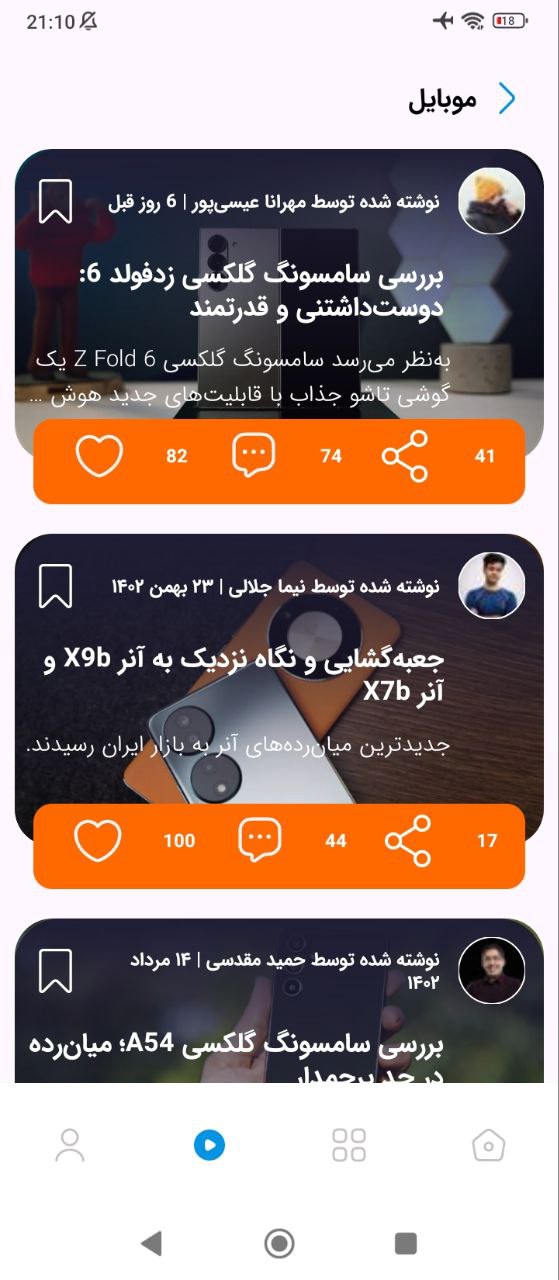 21:10
18
موبایل
نوشته شده توسط مهرانا عیسی‌پور | 6 روز قبل
بررسی سامسونگ گلکسی زدفولد 6:
دوست‌داشتنی و قدرتمند
به‌نظر می‌رسد سامسونگ گلکسی Z Fold 6 یک
گوشی تاشو جذاب با قابلیت‌های جدید هوش ...
41
74
82
نوشته شده توسط نیما جلالی | ۲۳ بهمن ۱۴۰۲
جعبه‌گشایی و نگاه نزدیک به آنر X9b و
آنر X7b
جدیدترین میان‌رده‌های آنر به بازار ایران رسیدند.
17
44
100
نوشته شده توسط حمید مقدسی | ۱۴ مرداد
۱۴۰۲
بررسی سامسونگ گلکسی A54؛ میان‌رده
در حد پرچمدار